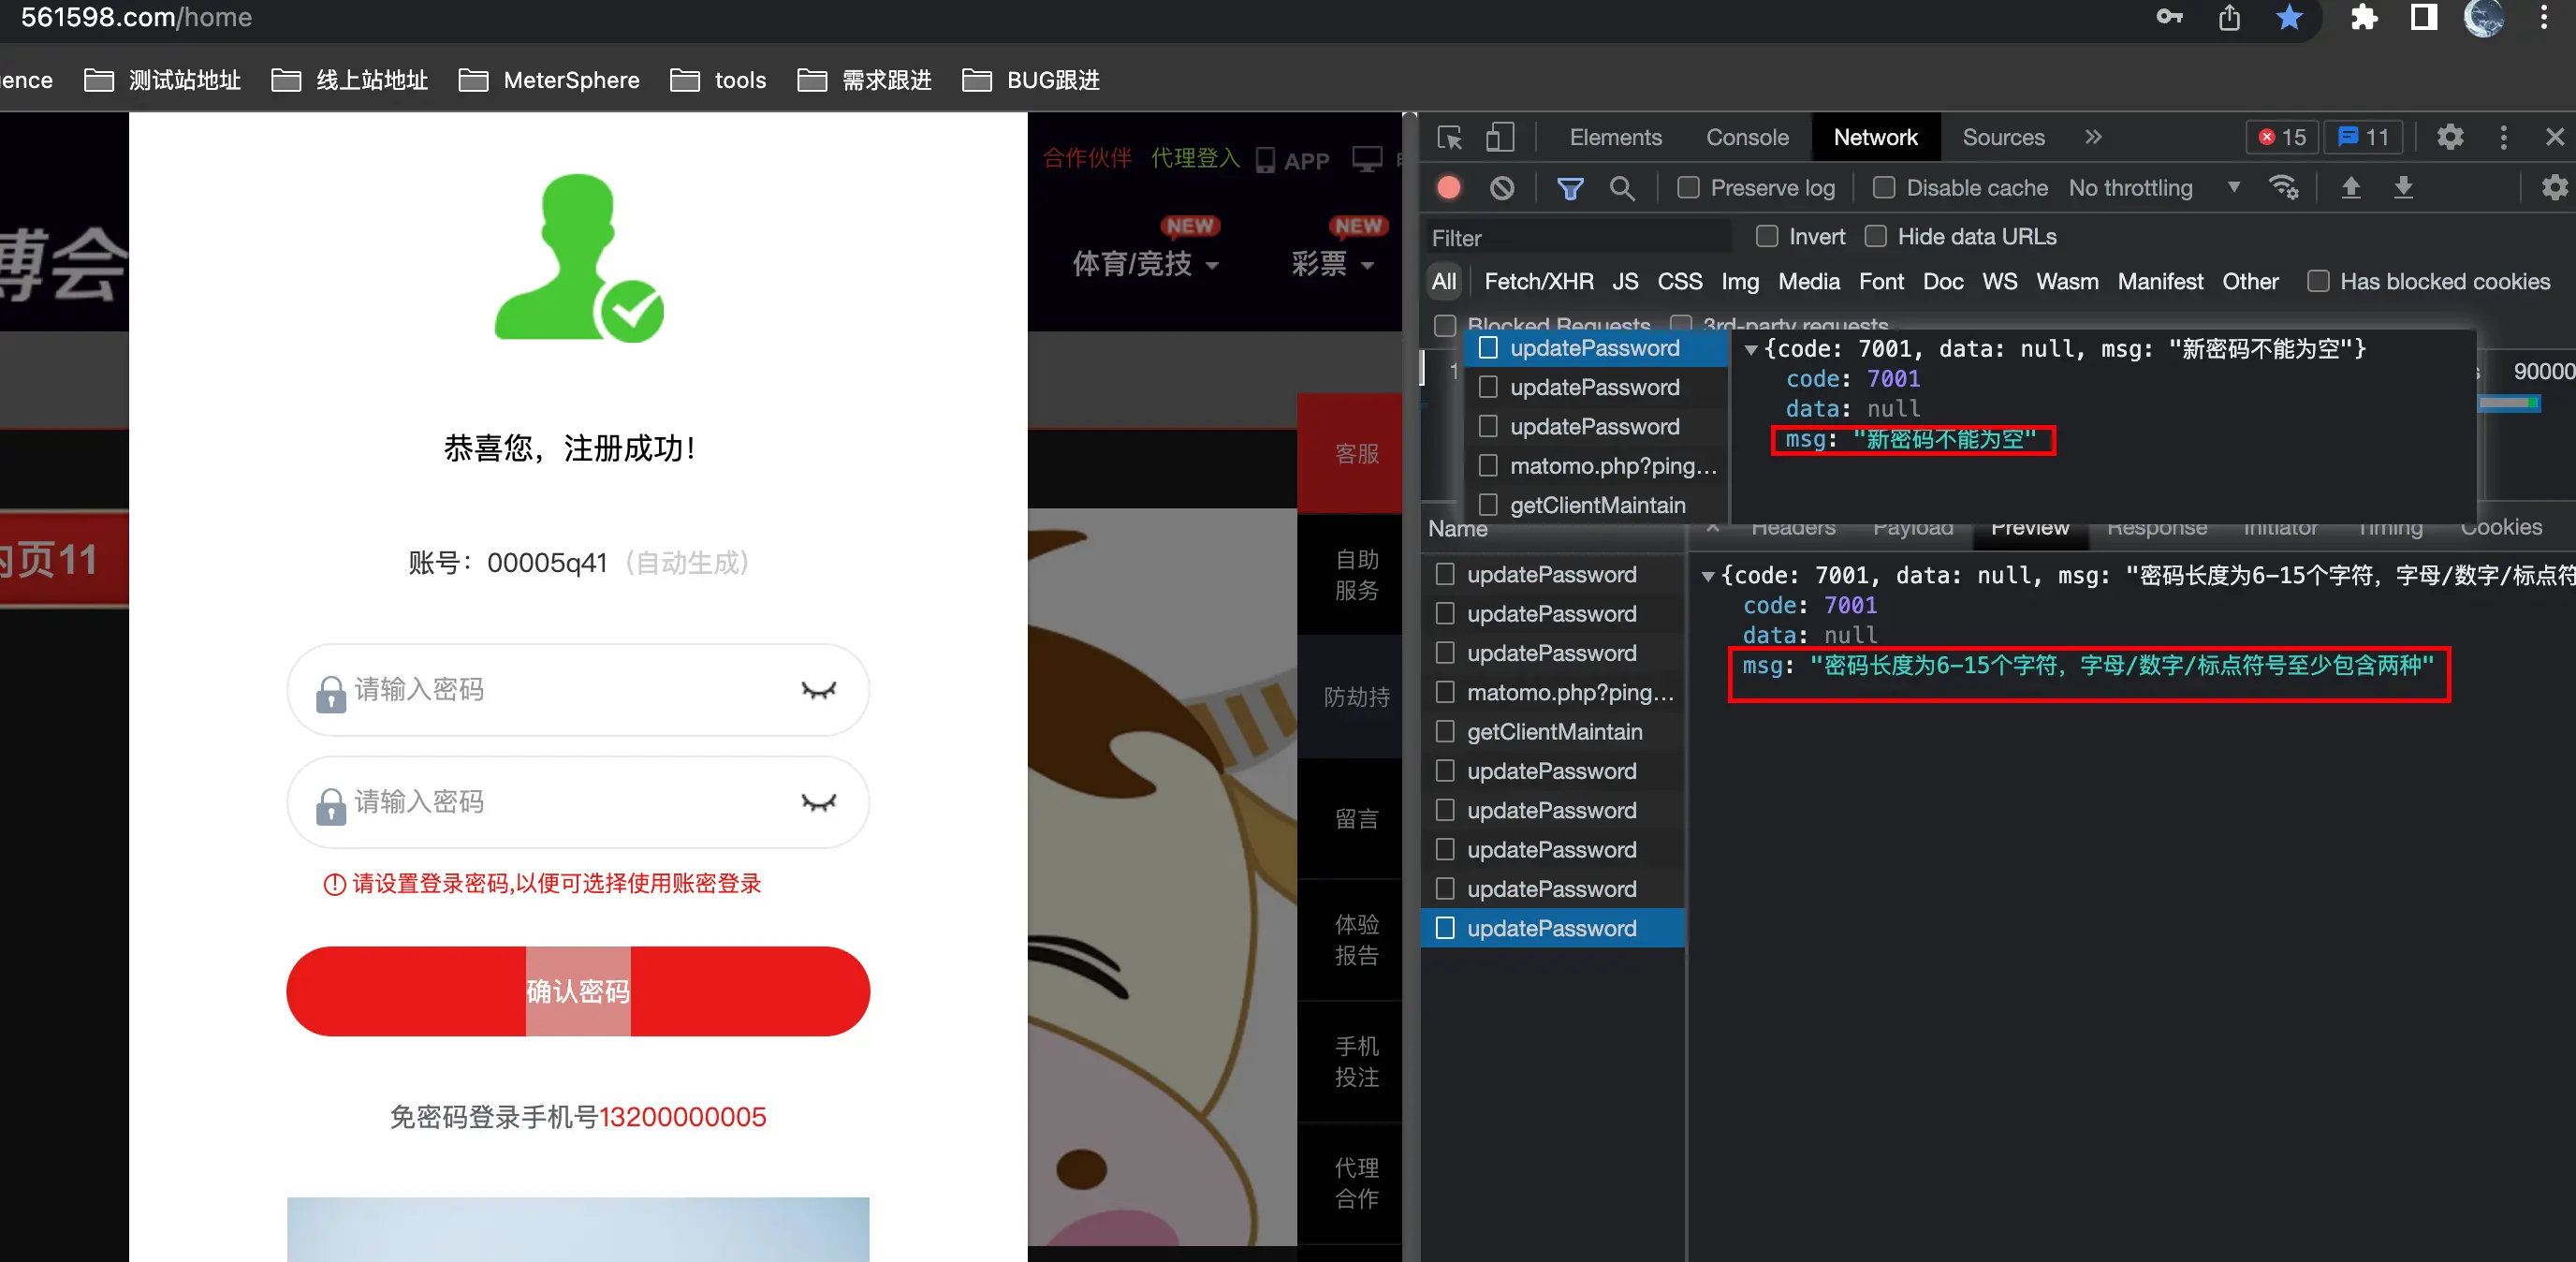 561598.com/home
ence 测试站地址 线上站地址 MeterSphere tools 需求跟进 BUG跟进
合作伙伴 代理登入 APP
NEW NEW
博会 体育/竞技 彩票
恭喜您，注册成功！
账号：00005q41（自动生成）
内页11
请输入密码
请输入密码
请设置登录密码,以便可选择使用账密登录
确认密码
免密码登录手机号13200000005
客服
自助
服务
防劫持
留言
体验
报告
手机
投注
代理
合作
Elements Console Network Sources 15 11
Preserve log Disable cache No throttling
Filter Invert Hide data URLs
All Fetch/XHR JS CSS Img Media Font Doc WS Wasm Manifest Other Has blocked cookies
Blocked Requests 3rd-party requests
90000
updatePassword
updatePassword
updatePassword
matomo.php?ping...
getClientMaintain
{code: 7001, data: null, msg: "新密码不能为空"}
code: 7001
data: null
msg: "新密码不能为空"
Name Headers Payload Preview Response Initiator Timing Cookies
updatePassword
updatePassword
updatePassword
matomo.php?ping...
getClientMaintain
updatePassword
updatePassword
updatePassword
updatePassword
updatePassword
{code: 7001, data: null, msg: "密码长度为6-15个字符，字母/数字/标点符
code: 7001
data: null
msg: "密码长度为6-15个字符，字母/数字/标点符号至少包含两种"